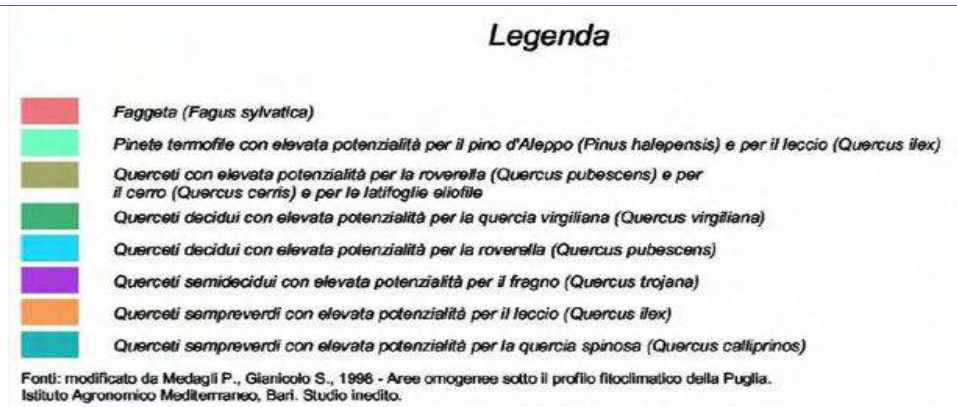 Legenda
Faggeta (Fagus sylvatica)
Pinete termofile con elevata potenzialità per il pino d'Aleppo (Pinus halepensis) e per il leccio (Quercus ilex)
Querceti con elevata potenzialità per la roverella (Quercus pubescens) e per
il cerro (Quercus cerris) e per le latifoglie eliofile
Querceti decidui con elevata potenzialità per la quercia virgiliana (Quercus virgiliana)
Querceti decidui con elevata potenzialità per la roverella (Quercus pubescens)
Querceti semidecidui con elevata potenzialità per il fragno (Quercus trojana)
Querceti sempreverdi con elevata potenzialità per il leccio (Quercus ilex)
Querceti sempreverdi con elevata potenzialità per la quercia spinosa (Quercus calliprinos)
Fonti: modificato da Medagli P., Gianicolo S., 1998 - Aree omogenee sotto il profilo fitoclimatico della Puglia.
Istituto Agronomico Mediterraneo, Bari. Studio inedito.